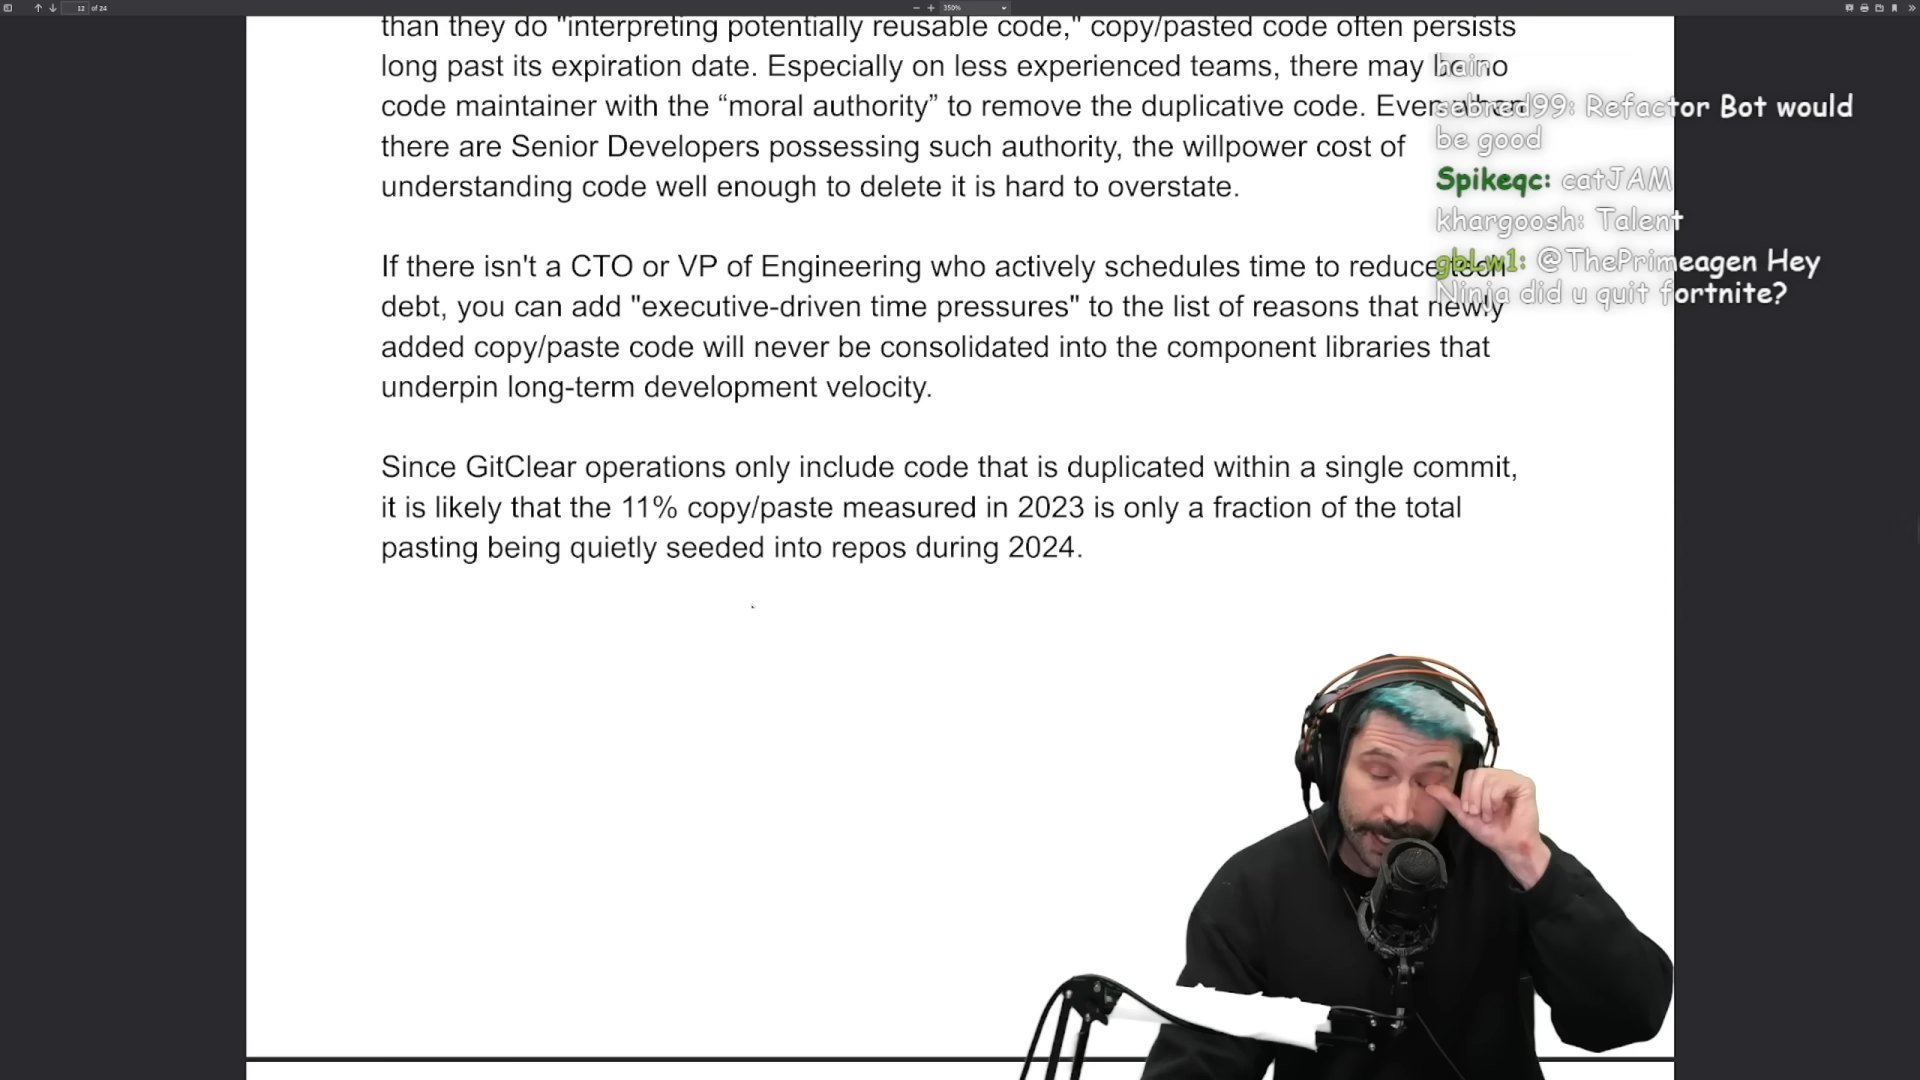 12 of 24
350%
than they do "interpreting potentially reusable code," copy/pasted code often persists
long past its expiration date. Especially on less experienced teams, there may be no
code maintainer with the “moral authority” to remove the duplicative code. Even when
there are Senior Developers possessing such authority, the willpower cost of
understanding code well enough to delete it is hard to overstate.
If there isn't a CTO or VP of Engineering who actively schedules time to reduce tech
debt, you can add "executive-driven time pressures" to the list of reasons that newly
added copy/paste code will never be consolidated into the component libraries that
underpin long-term development velocity.
Since GitClear operations only include code that is duplicated within a single commit,
it is likely that the 11% copy/paste measured in 2023 is only a fraction of the total
pasting being quietly seeded into repos during 2024.
hain
sebred99: Refactor Bot would
be good
Spikeqc: catJAM
khargoosh: Talent
gbLw1: @ThePrimeagen Hey
Ninja did u quit fortnite?